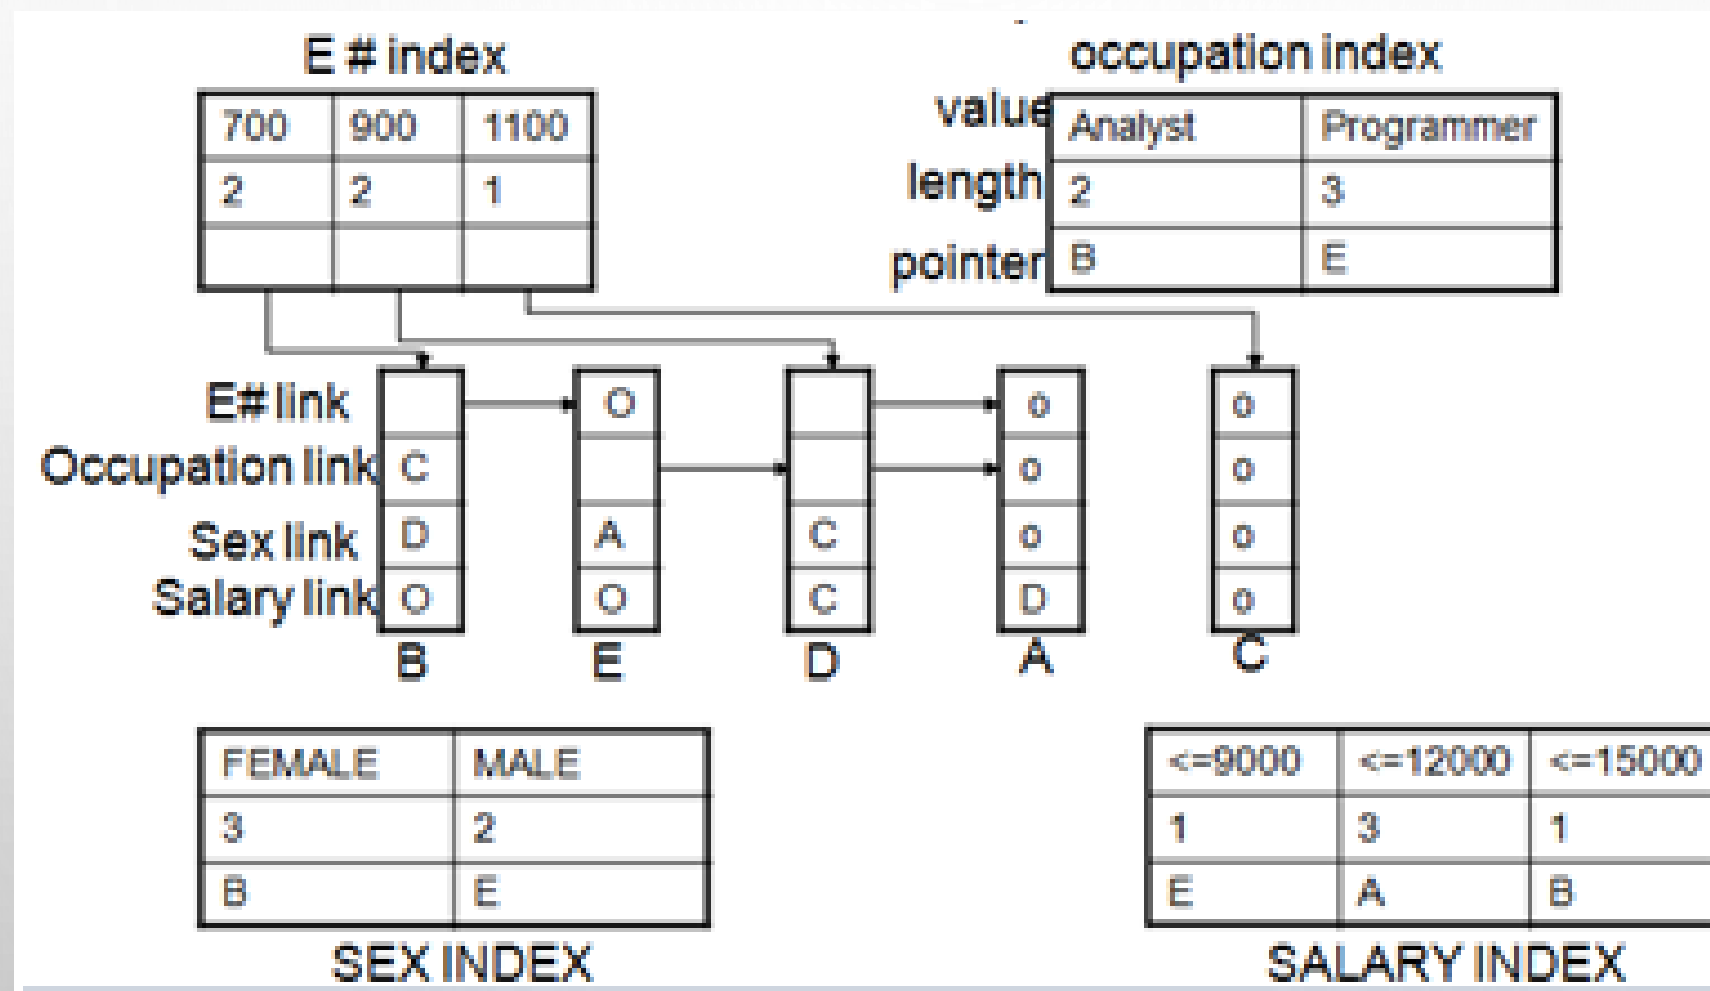 E # index
occupation index
700 900 1100
value Analyst Programmer
2 2 1
length 2 3
pointer B E
E# link O o o
Occupation link C o o
Sex link D A C o o
Salary link O O C D o
B E D A C
FEMALE MALE
3 2
B E
SEX INDEX
<=9000 <=12000 <=15000
1 3 1
E A B
SALARY INDEX